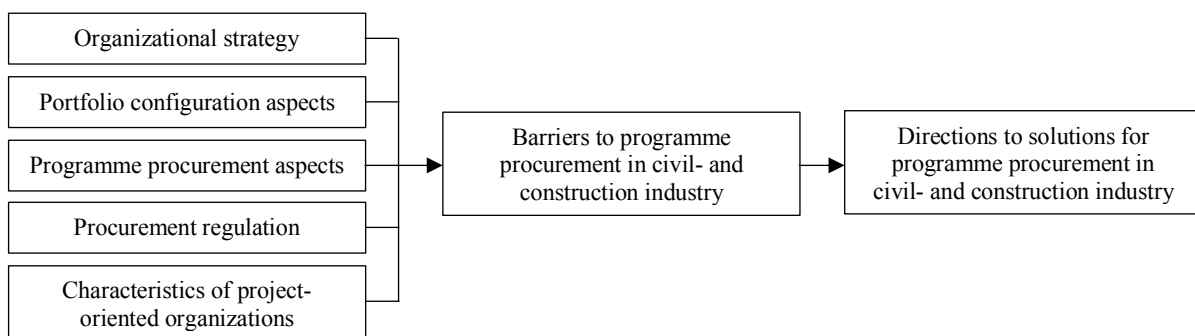 Organizational strategy
Portfolio configuration aspects
Programme procurement aspects
Procurement regulation
Characteristics of project-
oriented organizations
Barriers to programme
procurement in civil- and
construction industry
Directions to solutions for
programme procurement in
civil- and construction industry